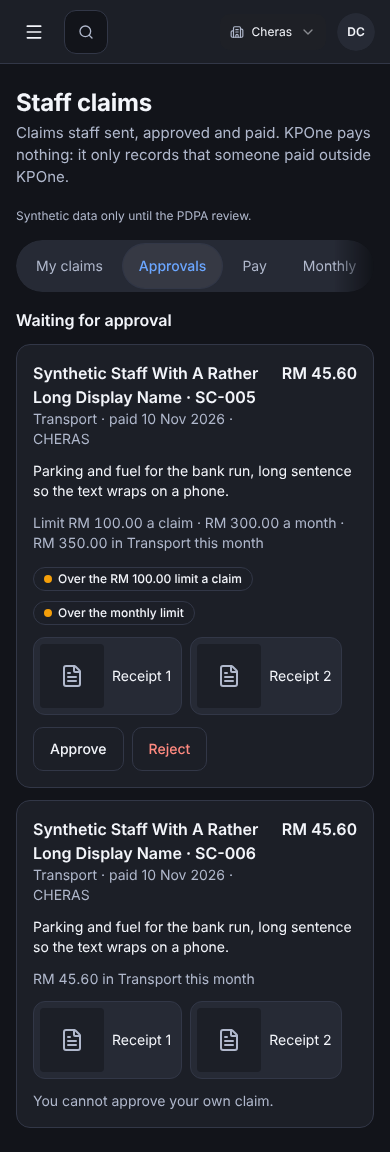 Cheras
DC
Staff claims
Claims staff sent, approved and paid. KPOne pays
nothing: it only records that someone paid outside
KPOne.
Synthetic data only until the PDPA review.
My claims
Approvals
Pay
Monthly
Waiting for approval
Synthetic Staff With A Rather
Long Display Name · SC-005
RM 45.60
Transport · paid 10 Nov 2026 ·
CHERAS
Parking and fuel for the bank run, long sentence
so the text wraps on a phone.
Limit RM 100.00 a claim · RM 300.00 a month ·
RM 350.00 in Transport this month
Over the RM 100.00 limit a claim
Over the monthly limit
Receipt 1
Receipt 2
Approve
Reject
Synthetic Staff With A Rather
Long Display Name · SC-006
RM 45.60
Transport · paid 10 Nov 2026 ·
CHERAS
Parking and fuel for the bank run, long sentence
so the text wraps on a phone.
RM 45.60 in Transport this month
Receipt 1
Receipt 2
You cannot approve your own claim.